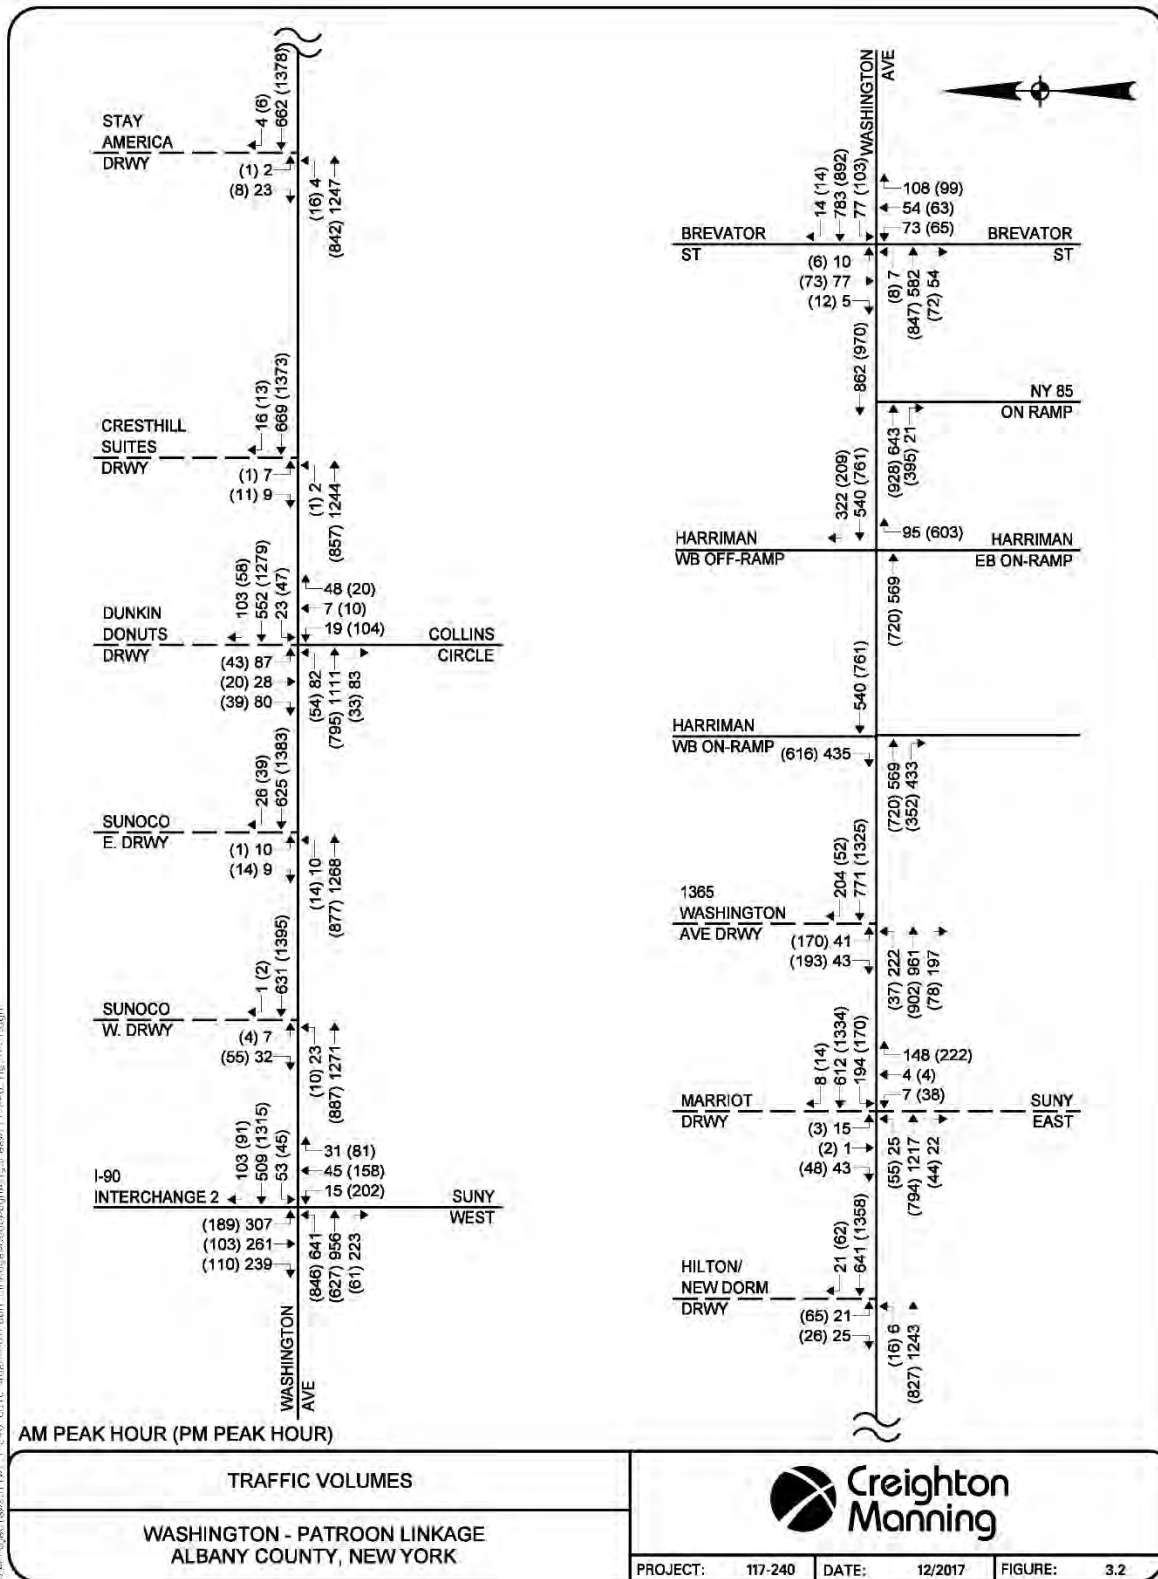 STAY
AMERICA
DRWY
4 (6)
662 (1378)
(1) 2
(8) 23
(16) 4
(842) 1247
CRESTHILL
SUITES
DRWY
16 (13)
669 (1373)
(1) 7
(11) 9
(1) 2
(857) 1244
DUNKIN
DONUTS
DRWY
103 (58)
552 (1279)
23 (47)
48 (20)
7 (10)
19 (104)
COLLINS
CIRCLE
(43) 87
(20) 28
(39) 80
(54) 82
(795) 1111
(33) 83
SUNOCO
E. DRWY
26 (39)
625 (1383)
(1) 10
(14) 9
(14) 10
(877) 1268
SUNOCO
W. DRWY
1 (2)
631 (1395)
(4) 7
(55) 32
(10) 23
(887) 1271
I-90
INTERCHANGE 2
103 (91)
509 (1315)
53 (45)
31 (81)
45 (158)
15 (202)
SUNY
WEST
(189) 307
(103) 261
(110) 239
(846) 641
(627) 956
(61) 223
WASHINGTON
AVE
WASHINGTON
AVE
BREVATOR
ST
14 (14)
783 (892)
77 (103)
108 (99)
54 (63)
73 (65)
BREVATOR
ST
(6) 10
(73) 77
(12) 5
(8) 7
(847) 582
(72) 54
862 (970)
NY 85
ON RAMP
(928) 643
(395) 21
322 (209)
540 (761)
HARRIMAN
WB OFF-RAMP
95 (603)
HARRIMAN
EB ON-RAMP
(720) 569
540 (761)
HARRIMAN
WB ON-RAMP
(616) 435
(720) 569
(352) 433
1365
WASHINGTON
AVE DRWY
204 (52)
771 (1325)
(170) 41
(193) 43
(37) 222
(902) 961
(78) 197
MARRIOT
DRWY
8 (14)
612 (1334)
194 (170)
148 (222)
4 (4)
7 (38)
SUNY
EAST
(3) 15
(2) 1
(48) 43
(55) 25
(794) 1217
(44) 22
HILTON/
NEW DORM
DRWY
21 (62)
641 (1358)
(65) 21
(26) 25
(16) 6
(827) 1243
AM PEAK HOUR (PM PEAK HOUR)
TRAFFIC VOLUMES
WASHINGTON - PATROON LINKAGE
ALBANY COUNTY, NEW YORK
Creighton
Manning
PROJECT: 117-240 DATE: 12/2017 FIGURE: 3.2